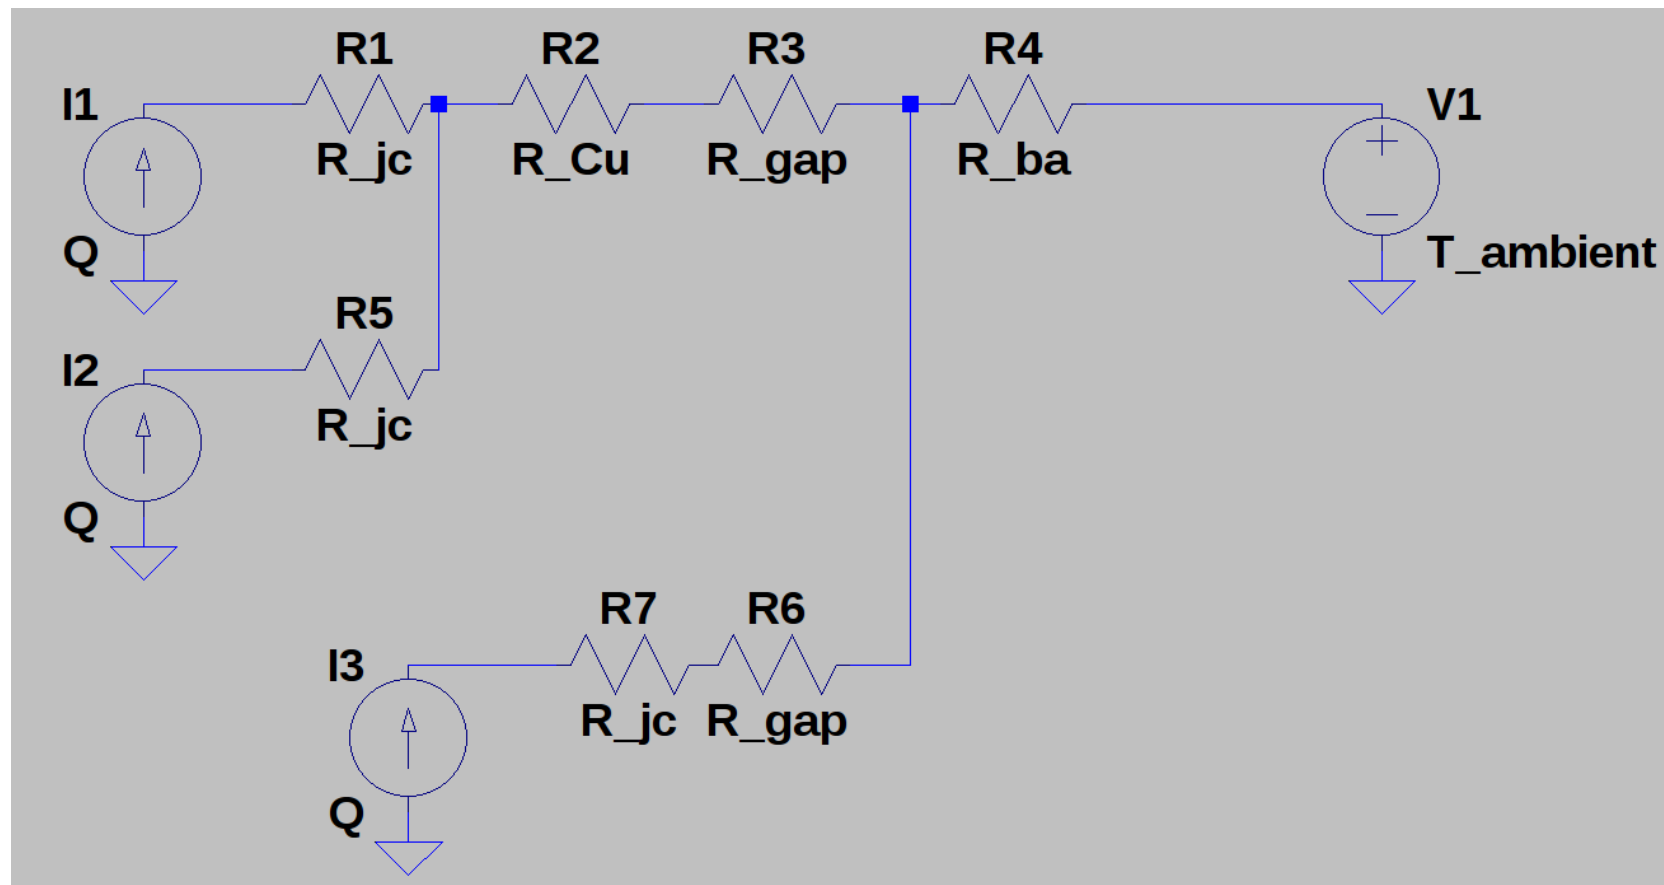 R1
R2
R3
R4
I1
V1
R_jc
R_Cu
R_gap
R_ba
Q
T_ambient
R5
I2
R_jc
Q
R7
R6
I3
R_jc
R_gap
Q